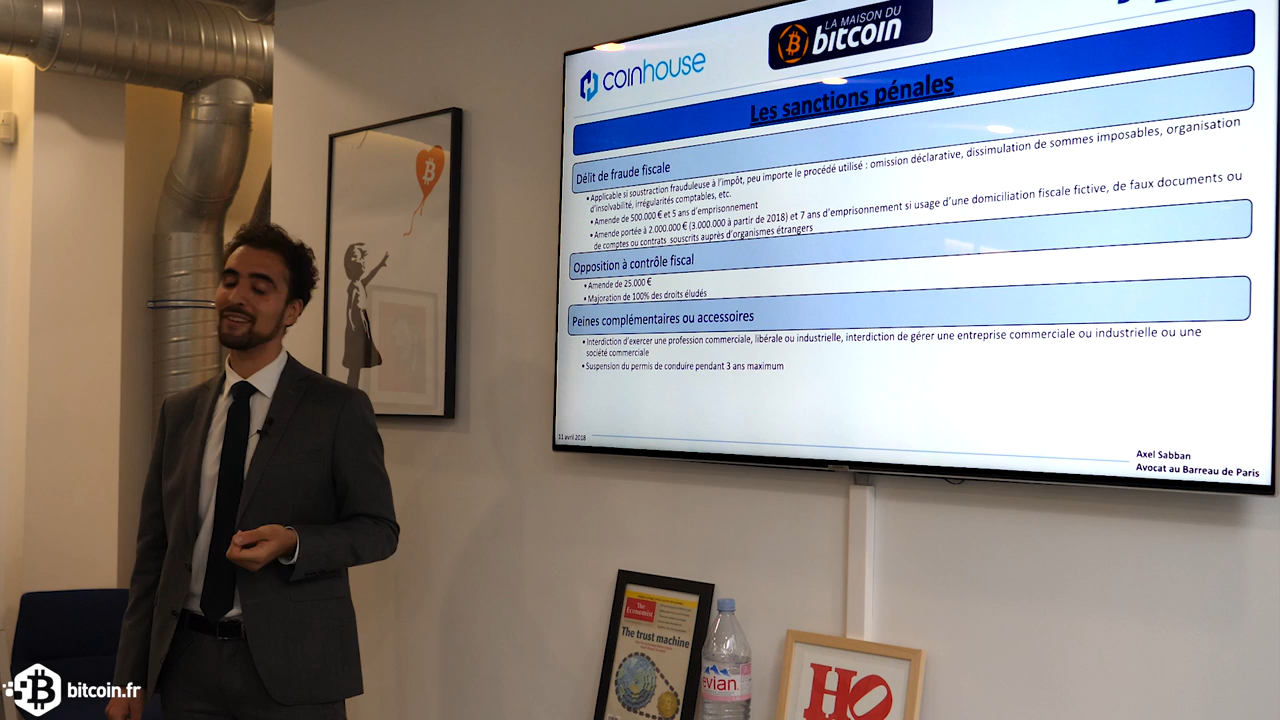 LA MAISON DU
bitcoin
coinhouse
Les sanctions pénales
Délit de fraude fiscale
• Applicable si soustraction frauduleuse à l'impôt, peu importe le procédé utilisé : omission déclarative, dissimulation de sommes imposables, organisation
d'insolvabilité, irrégularités comptables, etc.
• Amende de 500.000 € et 5 ans d'emprisonnement
• Amende portée à 2.000.000 € (3.000.000 à partir de 2018) et 7 ans d'emprisonnement si usage d'une domiciliation fiscale fictive, de faux documents ou
de comptes ou contrats souscrits auprès d'organismes étrangers
Opposition à contrôle fiscal
• Amende de 25.000 €
• Majoration de 100% des droits éludés
Peines complémentaires ou accessoires
• Interdiction d'exercer une profession commerciale, libérale ou industrielle, interdiction de gérer une entreprise commerciale ou industrielle ou une
société commerciale
• Suspension du permis de conduire pendant 3 ans maximum
11 avril 2018
Axel Sabban
Avocat au Barreau de Paris
The
Economist
The trust machine
evian
HO
bitcoin.fr